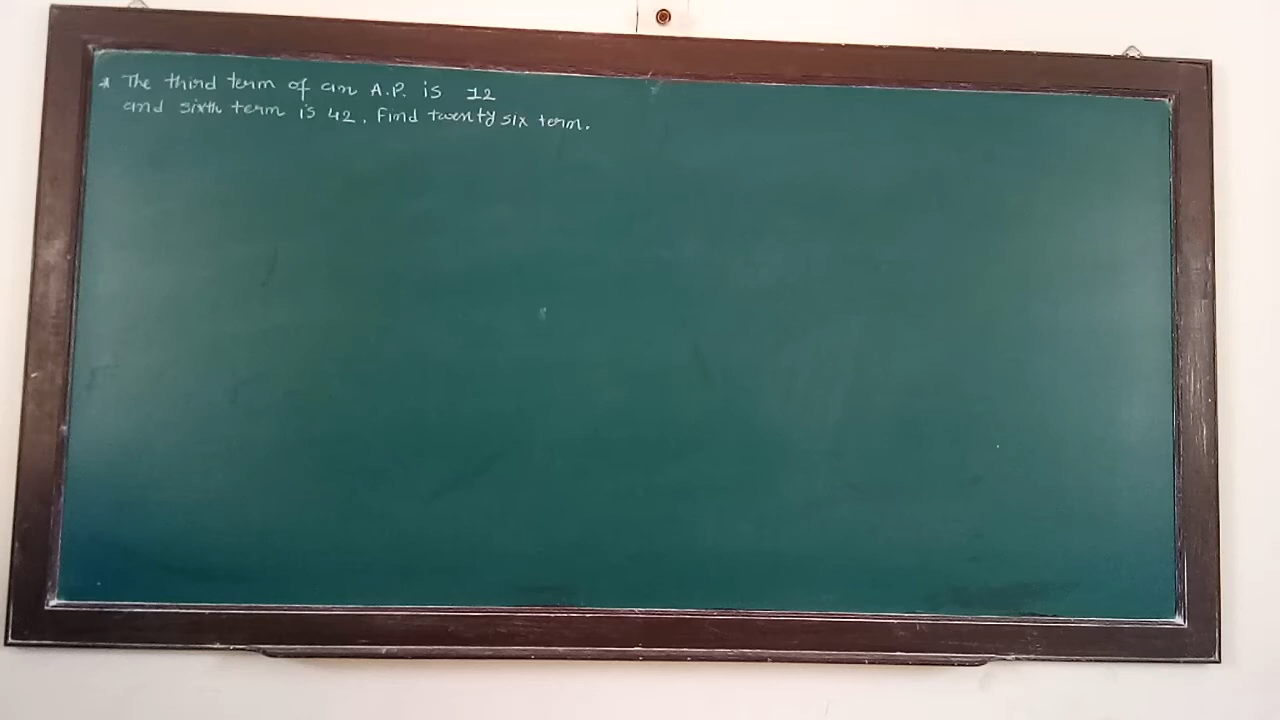 * The third term of an A.P. is 12
and sixth term is 42. Find twenty six term.